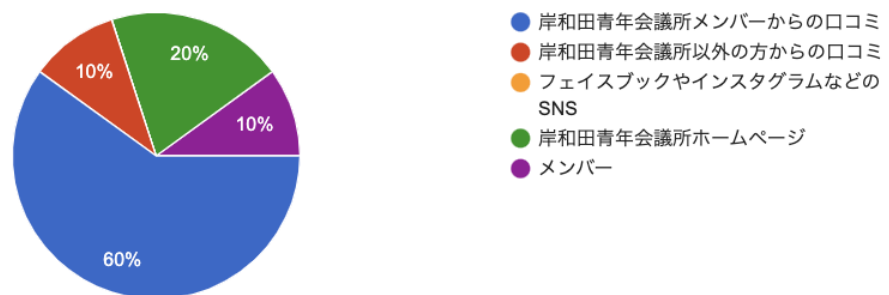 20%
10%
10%
60%
岸和田青年会議所メンバーからの口コミ
岸和田青年会議所以外の方からの口コミ
フェイスブックやインスタグラムなどの
SNS
岸和田青年会議所ホームページ
メンバー